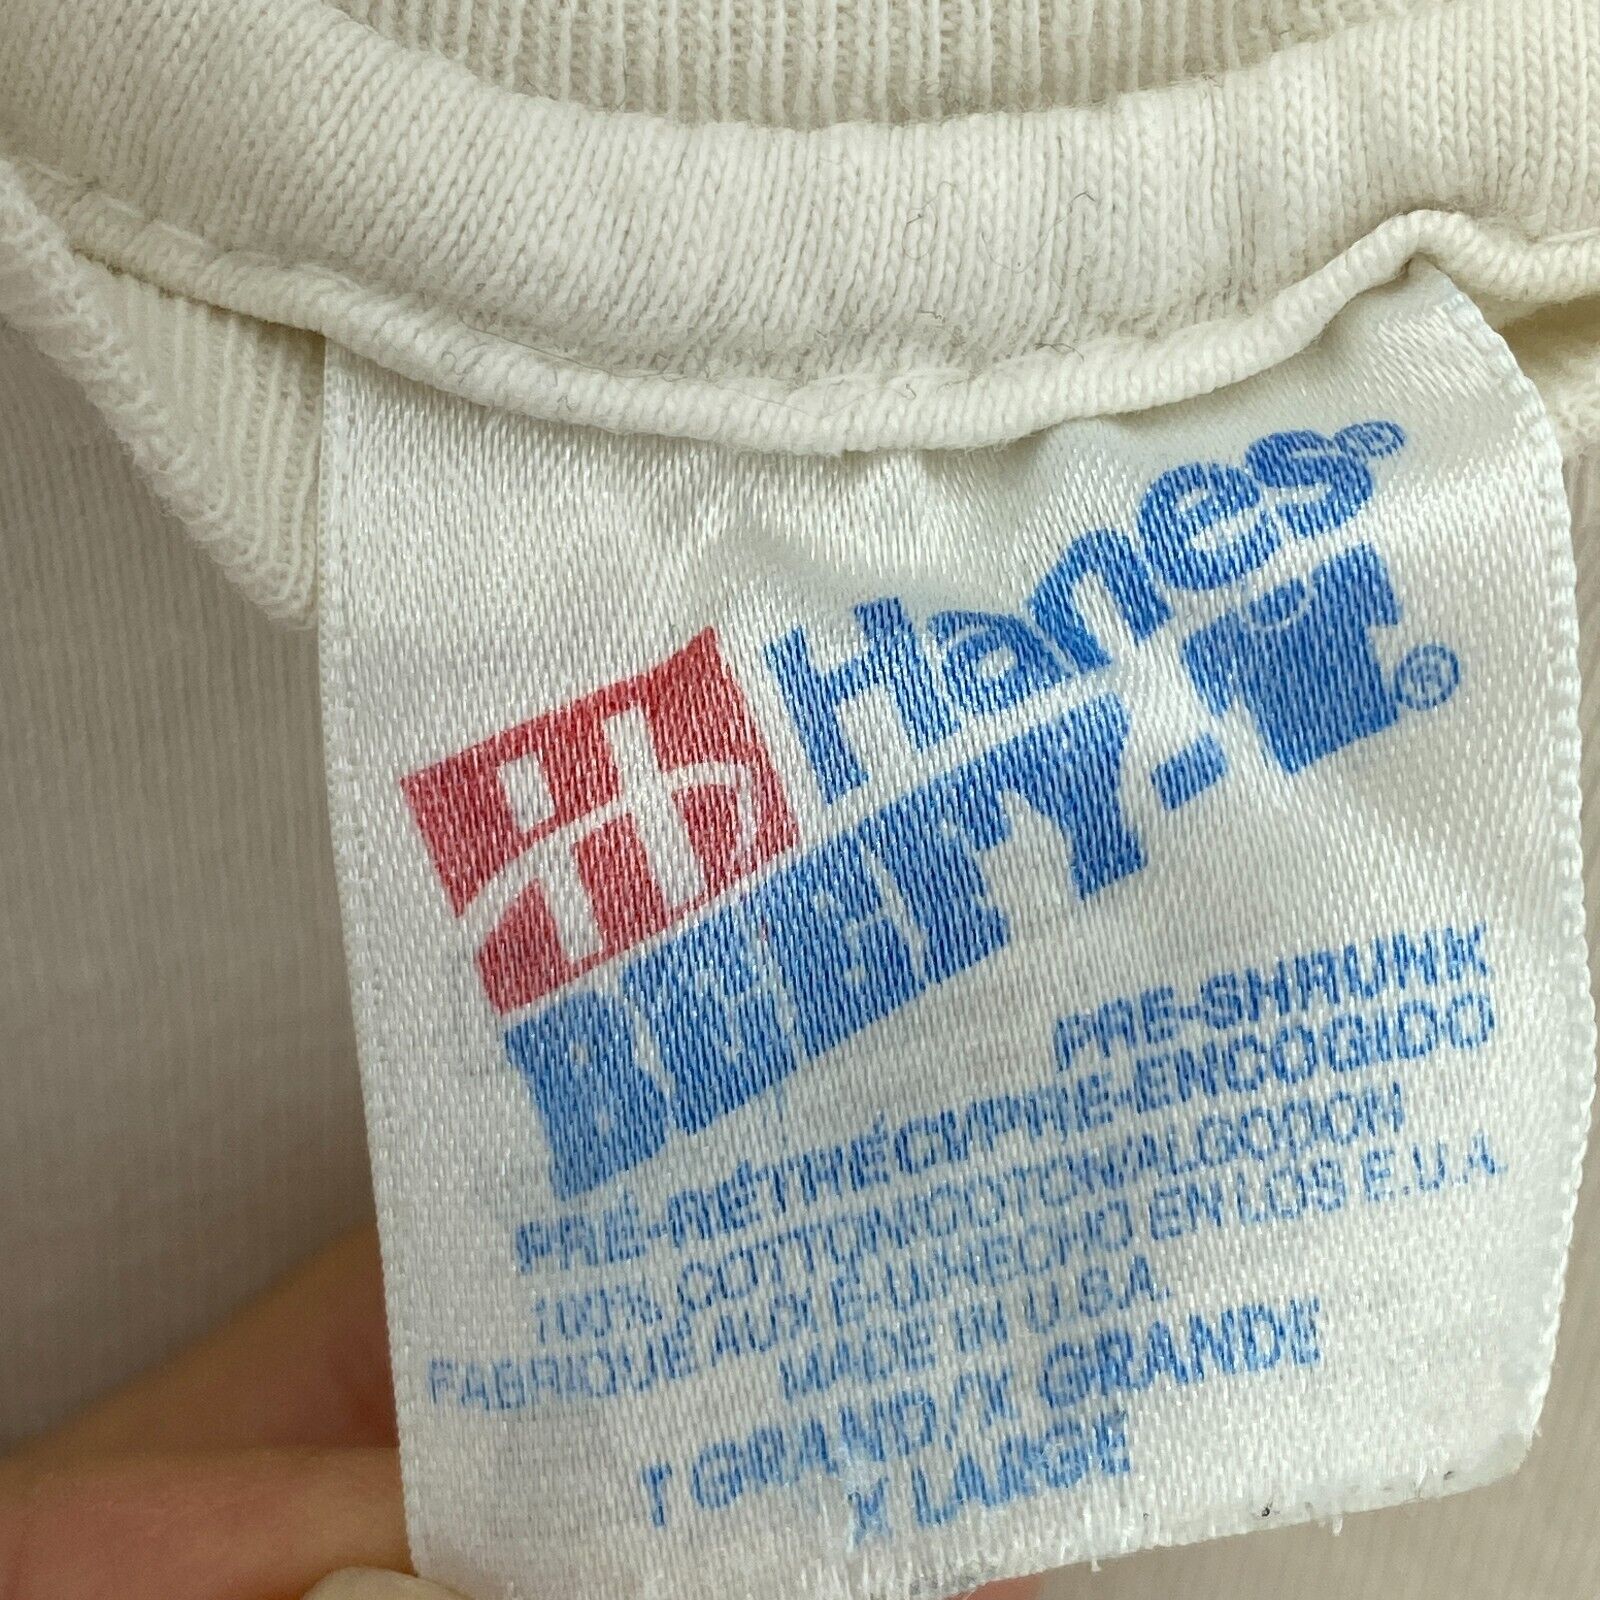 Hanes®
BEEFY-T®
PRE-SHRUNK
PRÉ-RÉTRÉCI/PRE-ENCOGIDO
100% COTTON/COTON/ALGODON
FABRIQUE AUX É-U/HECHO EN LOS E.U.A.
MADE IN U.S.A.
T GRAND/X GRANDE
X LARGE